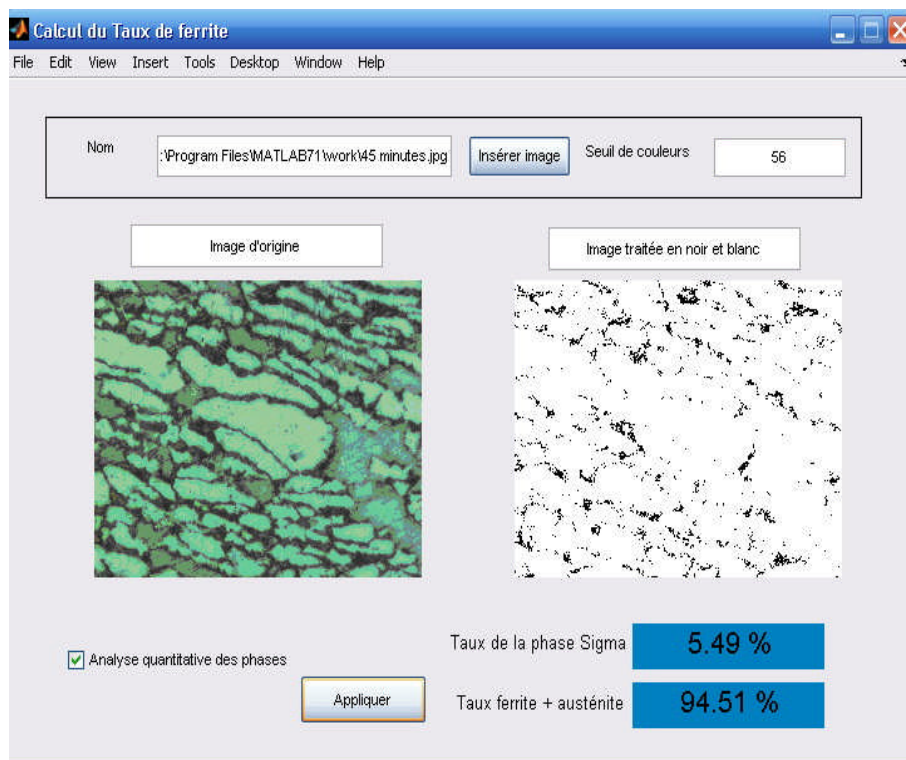 Calcul du Taux de ferrite
File Edit View Insert Tools Desktop Window Help
Nom :\Program Files\MATLAB71\work\45 minutes.jpg Insérer image Seuil de couleurs 56
Image d'origine Image traitée en noir et blanc
Taux de la phase Sigma 5.49 %
Analyse quantitative des phases
Appliquer Taux ferrite + austénite 94.51 %